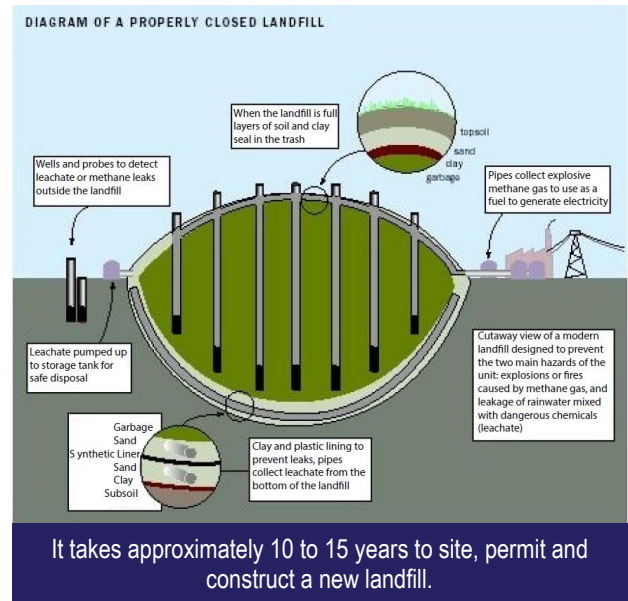 DIAGRAM OF A PROPERLY CLOSED LANDFILL
When the landfill is full
layers of soil and clay
seal in the trash
topsoil
sand
clay
garbage
Wells and probes to detect
leachate or methane leaks
outside the landfill
Pipes collect explosive
methane gas to use as a
fuel to generate electricity
Leachate pumped up
to storage tank for
safe disposal
Cutaway view of a modern
landfill designed to prevent
the two main hazards of the
unit: explosions or fires
caused by methane gas, and
leakage of rainwater mixed
with dangerous chemicals
(leachate)
Garbage
Sand
Synthetic Liner
Sand
Clay
Subsoil
Clay and plastic lining to
prevent leaks, pipes
collect leachate from the
bottom of the landfill
It takes approximately 10 to 15 years to site, permit and
construct a new landfill.